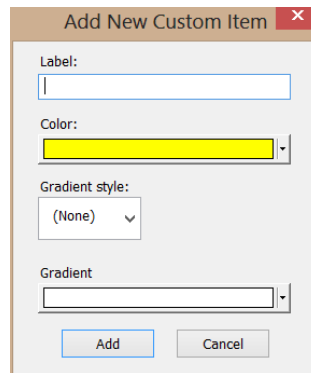 Add New Custom Item
Label:
Color:
Gradient style:
(None)
Gradient
Add Cancel